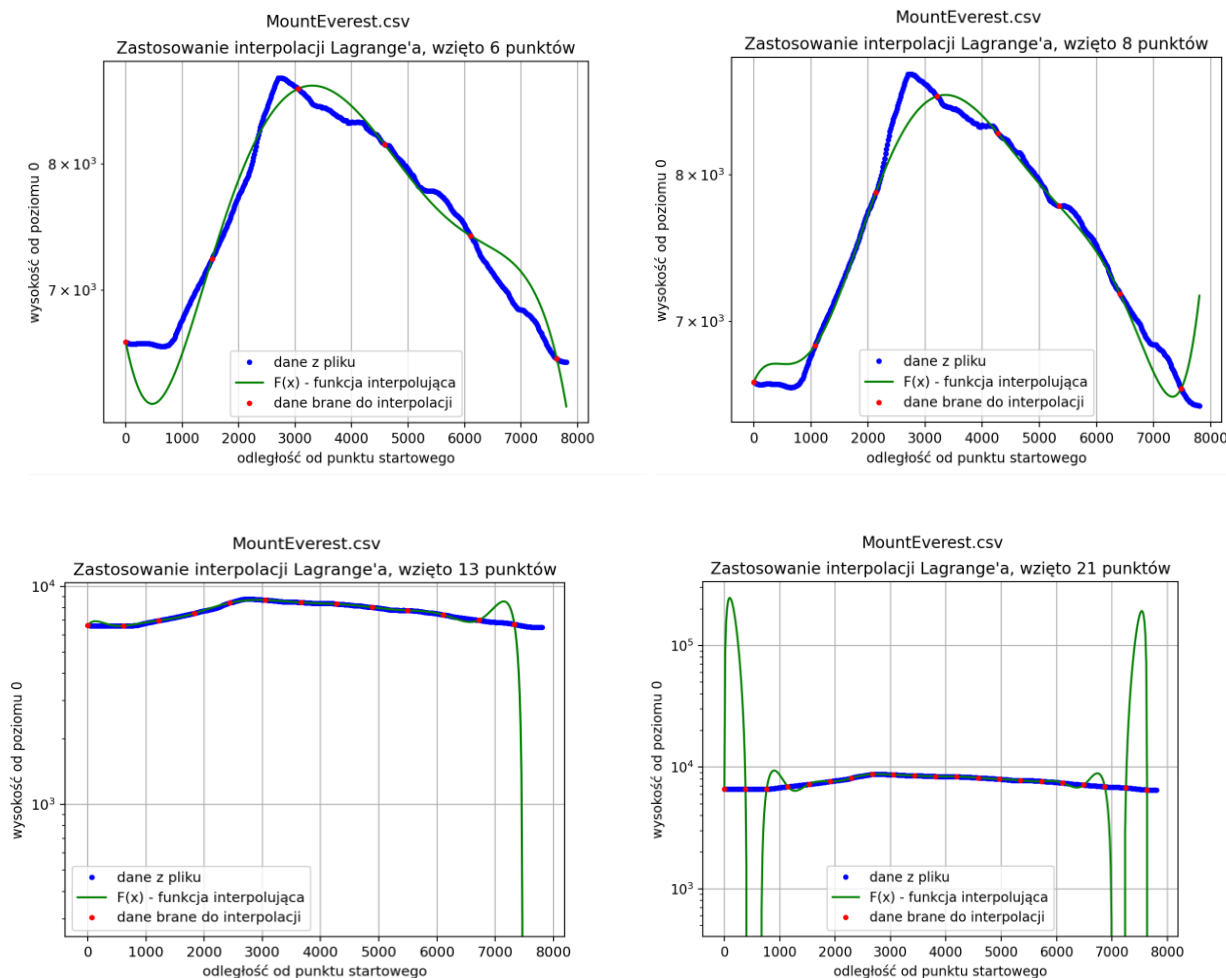 MountEverest.csv
Zastosowanie interpolacji Lagrange'a, wzięto 6 punktów
8 × 10³
7 × 10³
wysokość od poziomu 0
dane z pliku
F(x) - funkcja interpolująca
dane brane do interpolacji
0 1000 2000 3000 4000 5000 6000 7000 8000
odległość od punktu startowego
MountEverest.csv
Zastosowanie interpolacji Lagrange'a, wzięto 8 punktów
8 × 10³
7 × 10³
wysokość od poziomu 0
dane z pliku
F(x) - funkcja interpolująca
dane brane do interpolacji
0 1000 2000 3000 4000 5000 6000 7000 8000
odległość od punktu startowego
MountEverest.csv
Zastosowanie interpolacji Lagrange'a, wzięto 13 punktów
10⁴
10³
wysokość od poziomu 0
dane z pliku
F(x) - funkcja interpolująca
dane brane do interpolacji
0 1000 2000 3000 4000 5000 6000 7000 8000
odległość od punktu startowego
MountEverest.csv
Zastosowanie interpolacji Lagrange'a, wzięto 21 punktów
10⁵
10⁴
10³
wysokość od poziomu 0
dane z pliku
F(x) - funkcja interpolująca
dane brane do interpolacji
0 1000 2000 3000 4000 5000 6000 7000 8000
odległość od punktu startowego